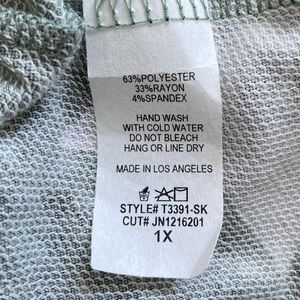 63%POLYESTER
33%RAYON
4%SPANDEX
HAND WASH
WITH COLD WATER
DO NOT BLEACH
HANG OR LINE DRY
MADE IN LOS ANGELES
STYLE# T3391-SK
CUT# JN1216201
1X